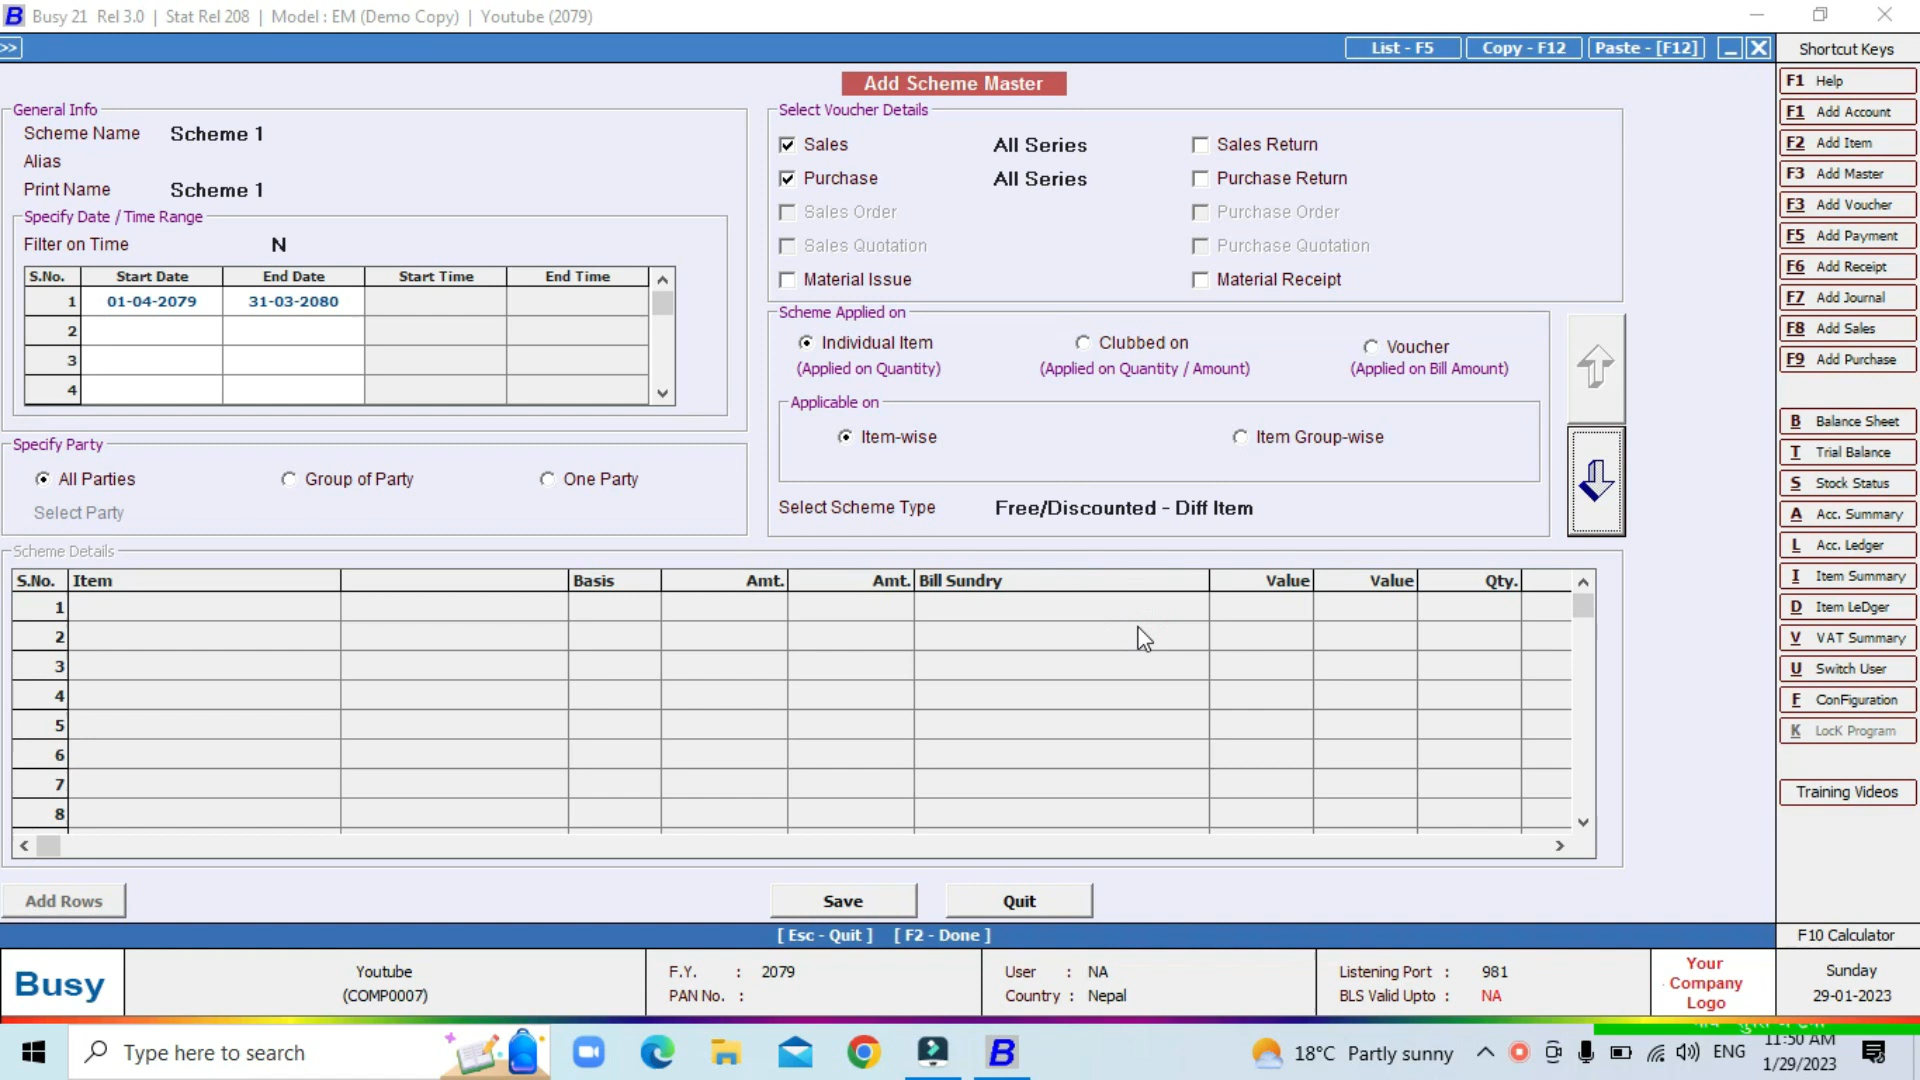 Busy 21 Rel 3.0 | Stat Rel 208 | Model : EM (Demo Copy) | Youtube (2079)
>> List - F5 Copy - F12 Paste - [F12] Shortcut Keys
Add Scheme Master
General Info
Scheme Name Scheme 1
Alias
Print Name Scheme 1
Specify Date / Time Range
Filter on Time N
S.No. Start Date End Date Start Time End Time
1 01-04-2079 31-03-2080
2
3
4
Specify Party
All Parties Group of Party One Party
Select Party
Select Voucher Details
Sales All Series Sales Return
Purchase All Series Purchase Return
Sales Order Purchase Order
Sales Quotation Purchase Quotation
Material Issue Material Receipt
Scheme Applied on
Individual Item Clubbed on Voucher
(Applied on Quantity) (Applied on Quantity / Amount) (Applied on Bill Amount)
Applicable on
Item-wise Item Group-wise
Select Scheme Type Free/Discounted - Diff Item
Scheme Details
S.No. Item Basis Amt. Amt. Bill Sundry Value Value Qty.
1
2
3
4
5
6
7
8
Add Rows Save Quit
[ Esc - Quit ] [ F2 - Done ]
F1 Help
F1 Add Account
F2 Add Item
F3 Add Master
F3 Add Voucher
F5 Add Payment
F6 Add Receipt
F7 Add Journal
F8 Add Sales
F9 Add Purchase
B Balance Sheet
T Trial Balance
S Stock Status
A Acc. Summary
L Acc. Ledger
I Item Summary
D Item LeDger
V VAT Summary
U Switch User
F ConFiguration
K LocK Program
Training Videos
F10 Calculator
Busy
Youtube
(COMP0007)
F.Y. : 2079
PAN No. :
User : NA
Country : Nepal
Listening Port : 981
BLS Valid Upto : NA
Your
Company
Logo
Sunday
29-01-2023
Type here to search
18°C Partly sunny
ENG
11:50 AM
1/29/2023